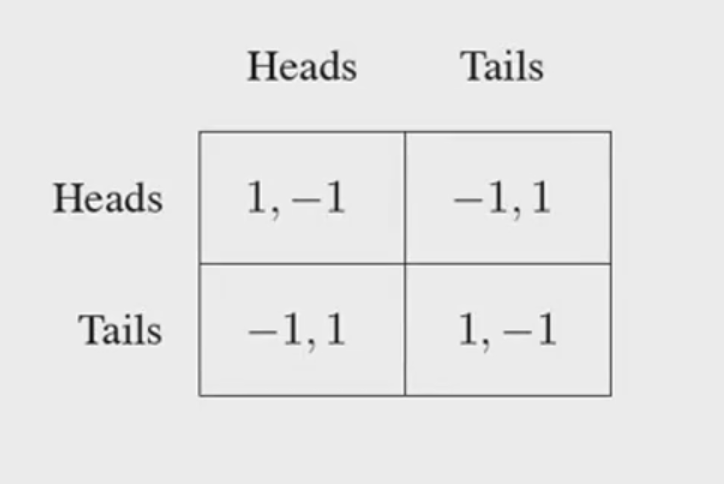 Heads Tails
Heads 1, −1 −1, 1
Tails −1, 1 1, −1